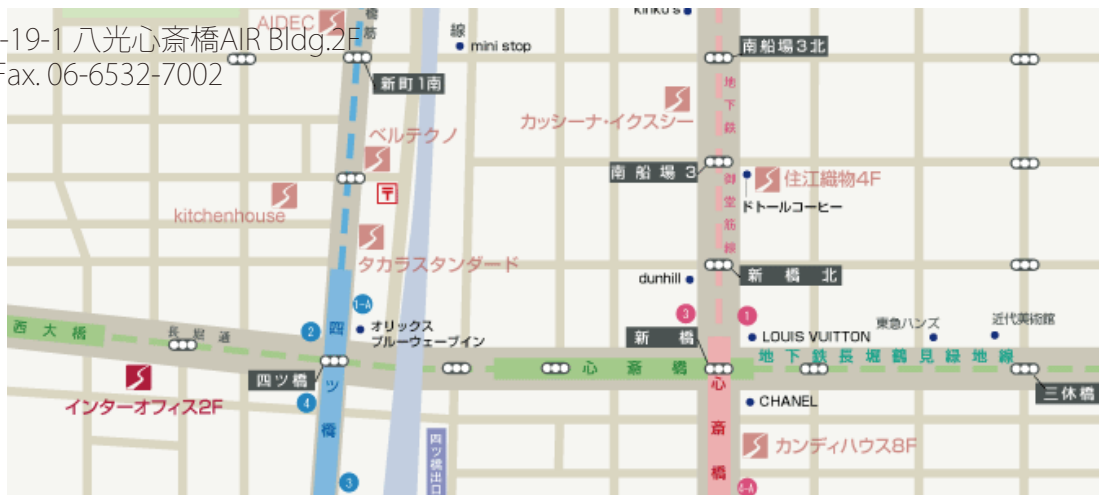 kinko's
AIDEC
橋
筋
-19-1 八光心斎橋AIR Bldg.2F
線
mini stop
南船場3北
Fax. 06-6532-7002
新町1南
地下鉄御堂筋線
カッシーナ・イクスシー
ベルテクノ
南船場3
住江織物4F
〒
ドトールコーヒー
kitchenhouse
タカラスタンダード
新橋北
dunhill
1-A
3
1
西大橋
長堀通
2
四ツ橋
オリックス
ブルーウェーブイン
新橋
LOUIS VUITTON
東急ハンズ
近代美術館
地下鉄長堀鶴見緑地線
四ツ橋
心斎橋
三休橋
インターオフィス2F
4
心斎橋
CHANEL
カンディハウス8F
四ツ橋出口
3
4-A